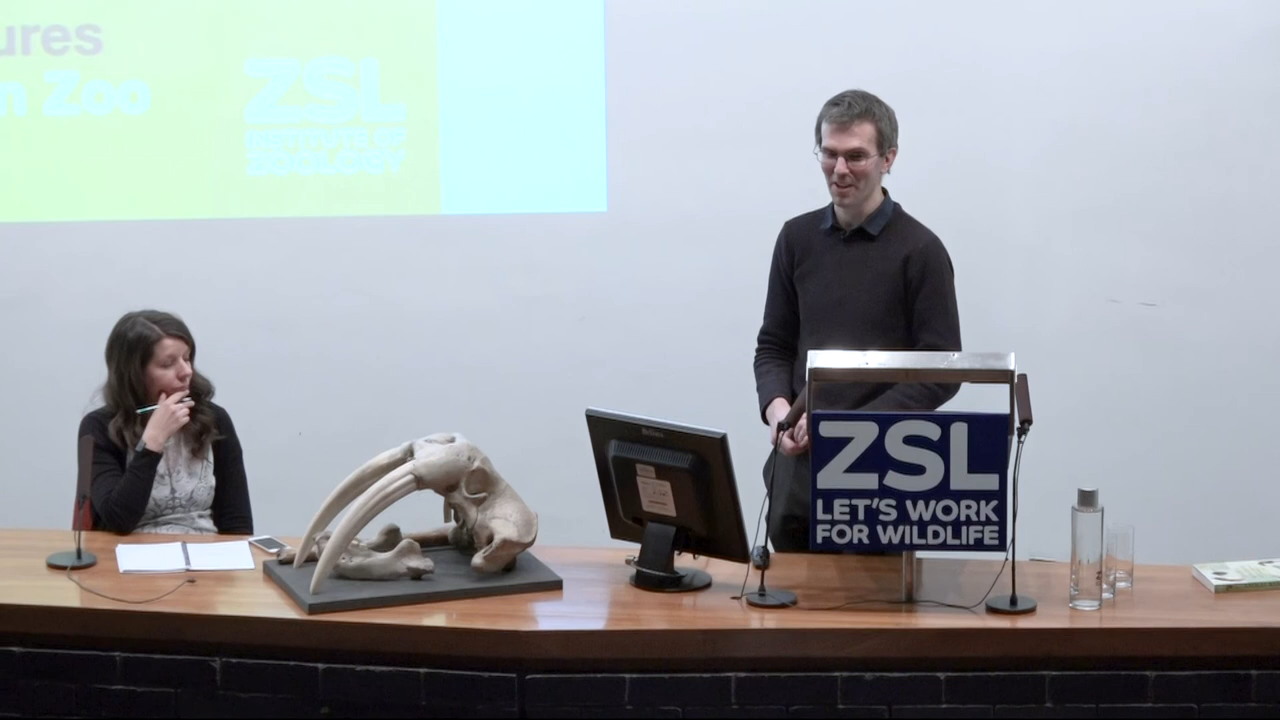 ures
n Zoo
ZSL
INSTITUTE OF
ZOOLOGY
ZSL
LET'S WORK
FOR WILDLIFE